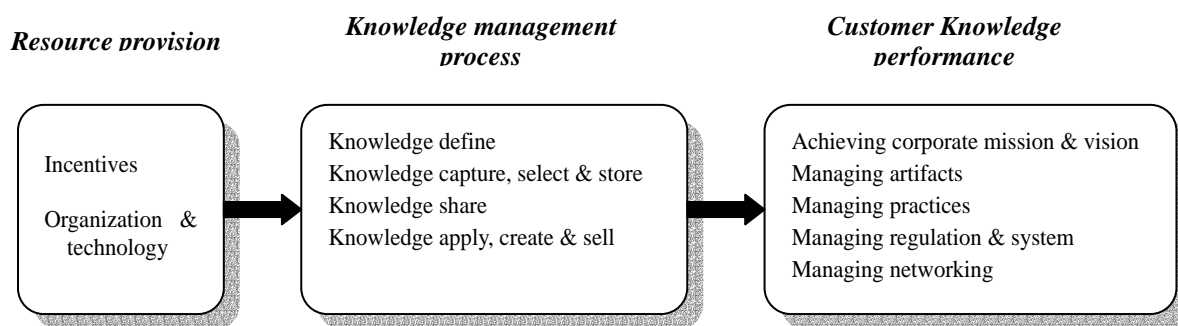 Resource provision
Knowledge management
process
Customer Knowledge
performance
Incentives
Organization &
technology
Knowledge define
Knowledge capture, select & store
Knowledge share
Knowledge apply, create & sell
Achieving corporate mission & vision
Managing artifacts
Managing practices
Managing regulation & system
Managing networking